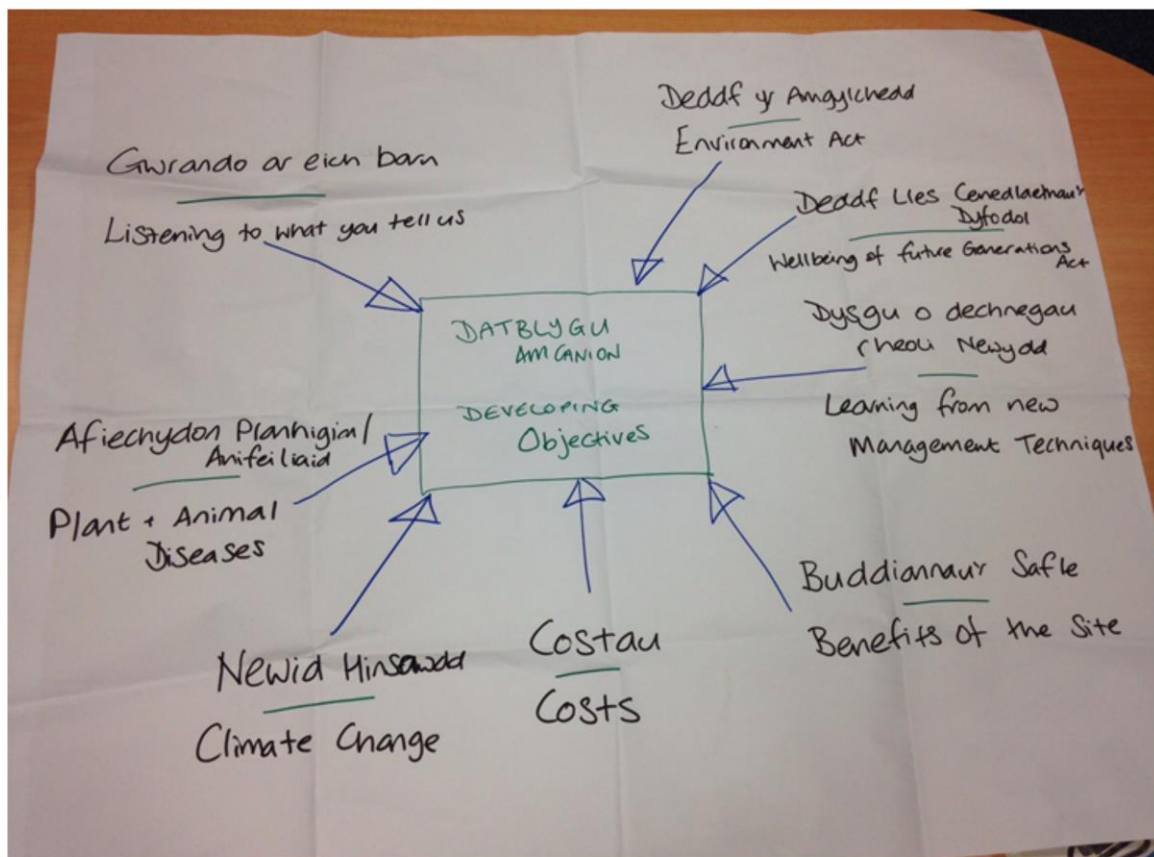 Gwrando ar eich barn
Listening to what you tell us
Deddf yr Amgylchedd
Environment Act
Deddf Lles Cenedlaethau'r
Dyfodol
Wellbeing of future Generations
Act
Dysgu o dechnegau
rheoli Newydd
Learning from new
Management Techniques
DATBLYGU
AMCANION
DEVELOPING
Objectives
Afiechydon Planhigion/
Anifeiliaid
Plant + Animal
Diseases
Newid Hinsawdd
Climate Change
Costau
Costs
Buddiannaur Safle
Benefits of the Site